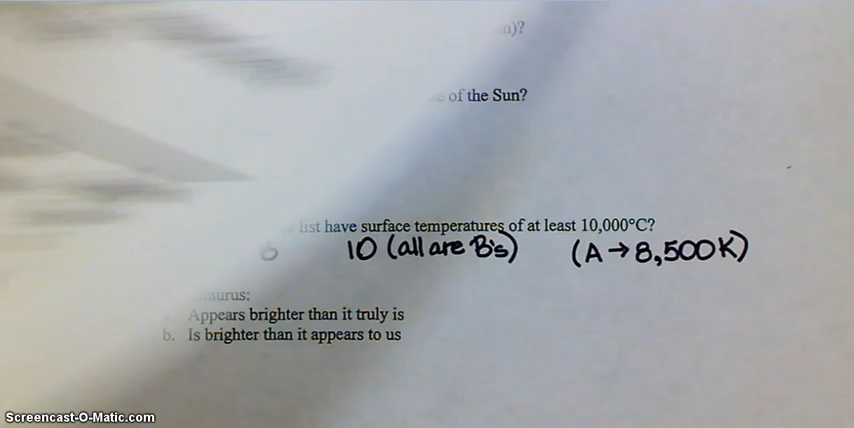 n)?
of the Sun?
list have surface temperatures of at least 10,000°C?
10 (all are B's) (A→8,500K)
aurus:
Appears brighter than it truly is
b. Is brighter than it appears to us
Screencast-O-Matic.com